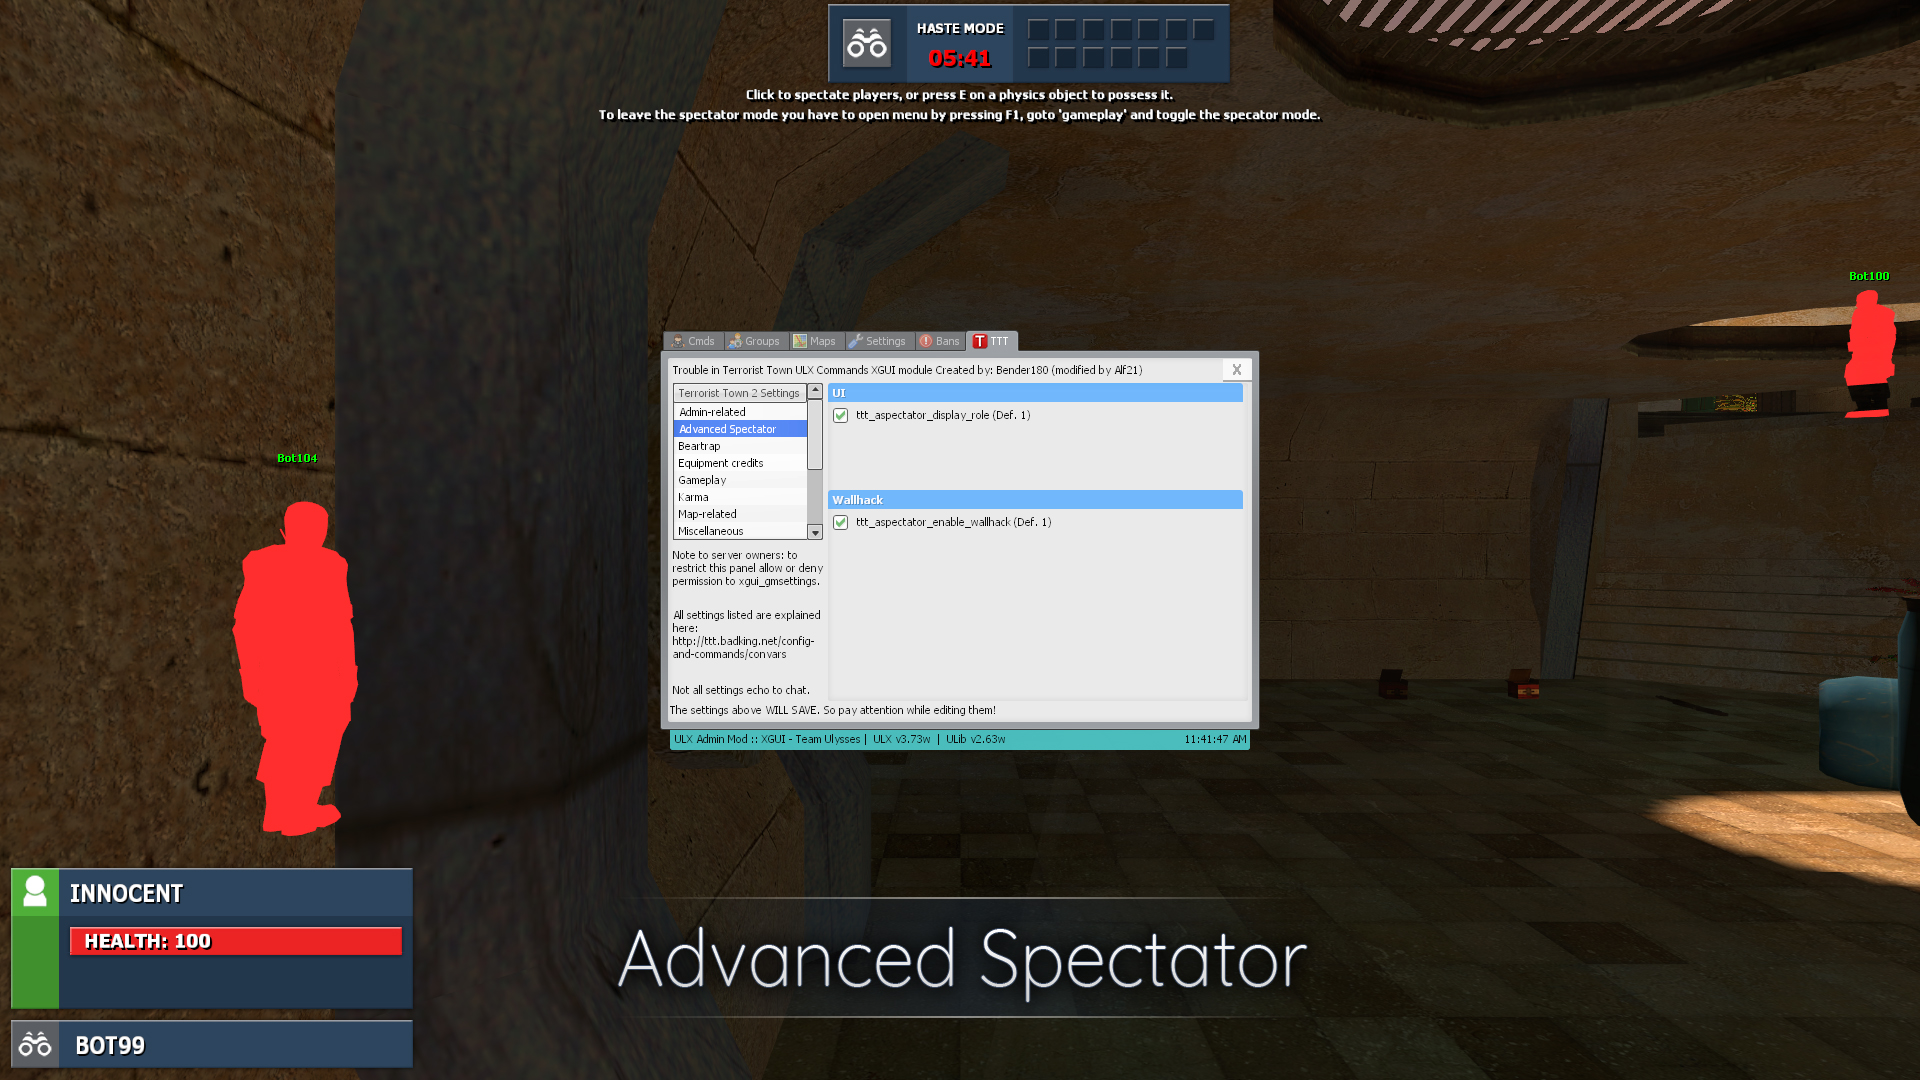 HASTE MODE
05:41
Click to spectate players, or press E on a physics object to possess it.
To leave the spectator mode you have to open menu by pressing F1, goto 'gameplay' and toggle the specator mode.
Bot100
Bot104
Cmds Groups Maps Settings Bans T TTT
Trouble in Terrorist Town ULX Commands XGUI module Created by: Bender180 (modified by Alf21) X
Terrorist Town 2 Settings
Admin-related
Advanced Spectator
Beartrap
Equipment credits
Gameplay
Karma
Map-related
Miscellaneous
Note to server owners: to
restrict this panel allow or deny
permission to xgui_gmsettings.
All settings listed are explained
here:
http://ttt.badking.net/config-
and-commands/convars
Not all settings echo to chat.
UI
ttt_aspectator_display_role (Def. 1)
Wallhack
ttt_aspectator_enable_wallhack (Def. 1)
The settings above WILL SAVE. So pay attention while editing them!
ULX Admin Mod :: XGUI - Team Ulysses | ULX v3.73w | ULib v2.63w 11:41:47 AM
INNOCENT
HEALTH: 100
BOT99
Advanced Spectator